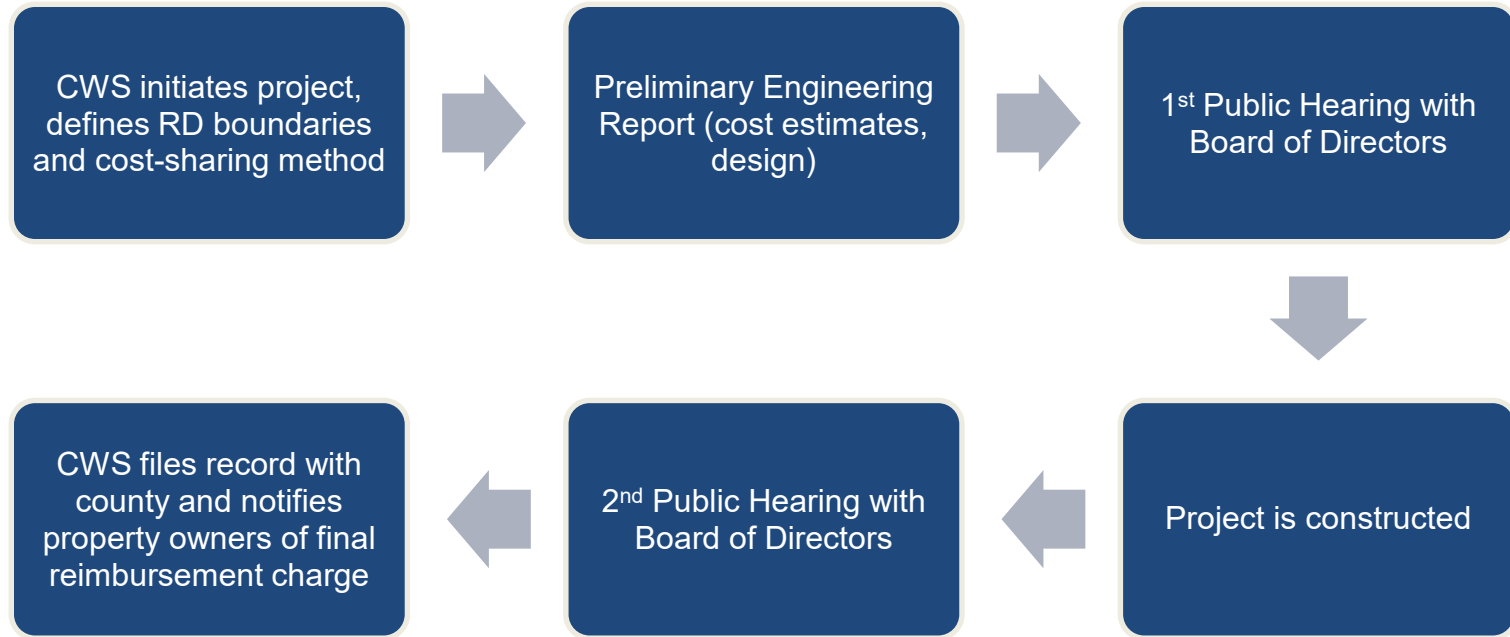 CWS initiates project,
defines RD boundaries
and cost-sharing method
Preliminary Engineering
Report (cost estimates,
design)
1st Public Hearing with
Board of Directors
Project is constructed
2nd Public Hearing with
Board of Directors
CWS files record with
county and notifies
property owners of final
reimbursement charge